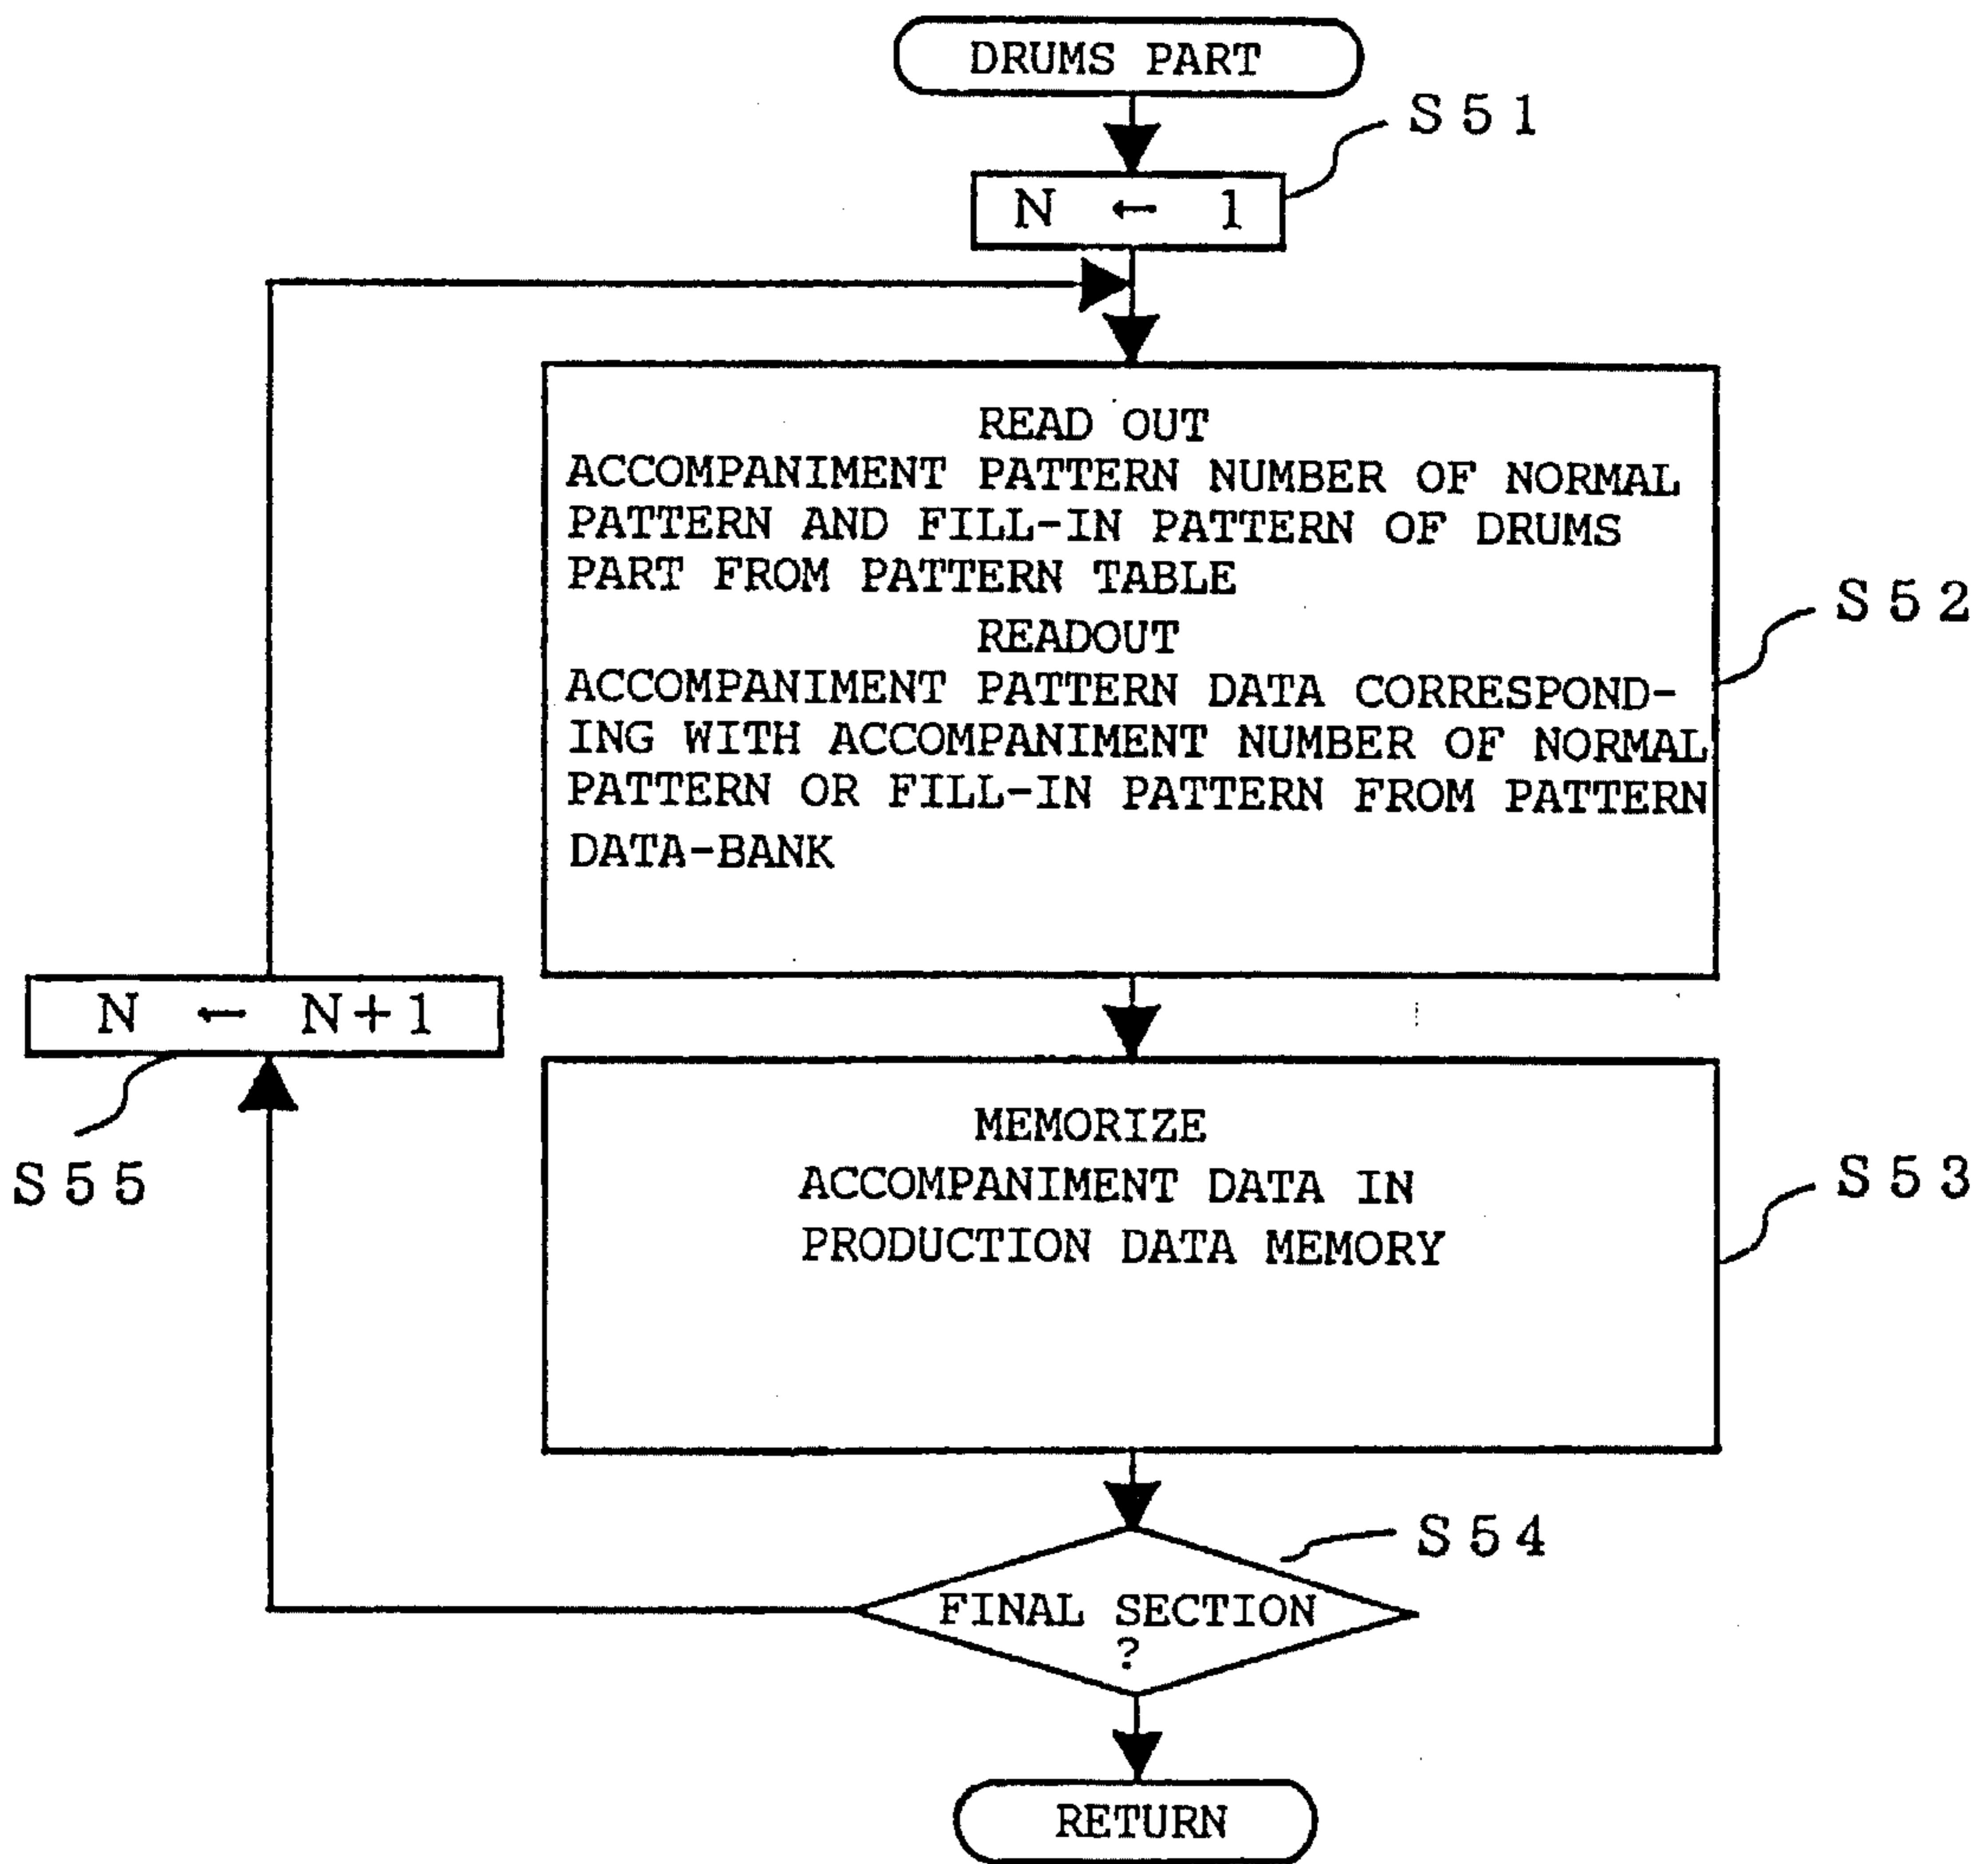 DRUMS PART
S51
N ← 1
READ OUT
ACCOMPANIMENT PATTERN NUMBER OF NORMAL
PATTERN AND FILL-IN PATTERN OF DRUMS
PART FROM PATTERN TABLE
READOUT
ACCOMPANIMENT PATTERN DATA CORRESPOND-
ING WITH ACCOMPANIMENT NUMBER OF NORMAL
PATTERN OR FILL-IN PATTERN FROM PATTERN
DATA-BANK
S52
N ← N+1
S55
MEMORIZE
ACCOMPANIMENT DATA IN
PRODUCTION DATA MEMORY
S53
S54
FINAL SECTION
?
RETURN